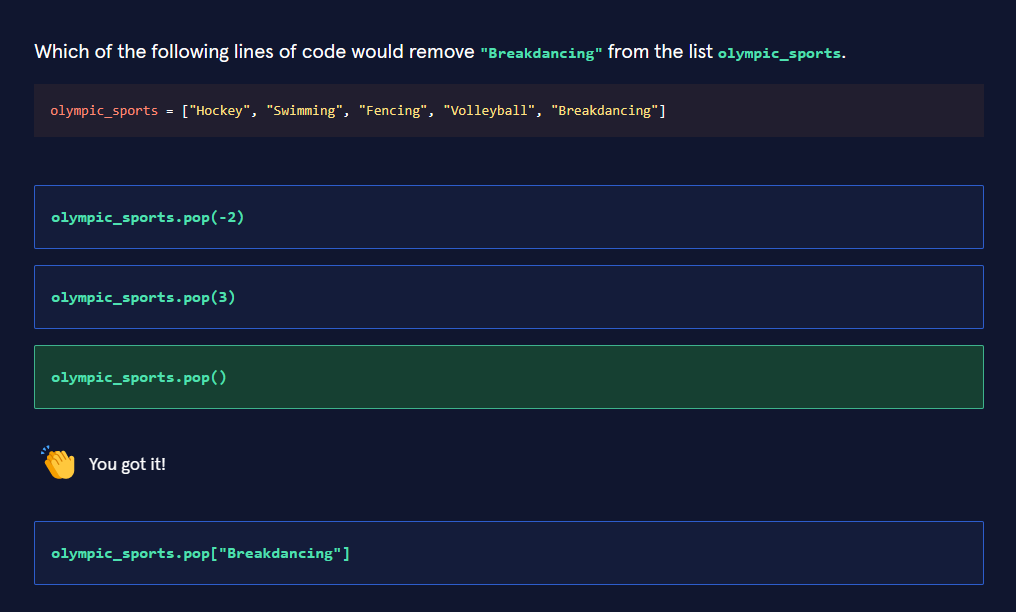 Which of the following lines of code would remove "Breakdancing" from the list olympic_sports.
olympic_sports = ["Hockey", "Swimming", "Fencing", "Volleyball", "Breakdancing"]
olympic_sports.pop(-2)
olympic_sports.pop(3)
olympic_sports.pop()
You got it!
olympic_sports.pop["Breakdancing"]